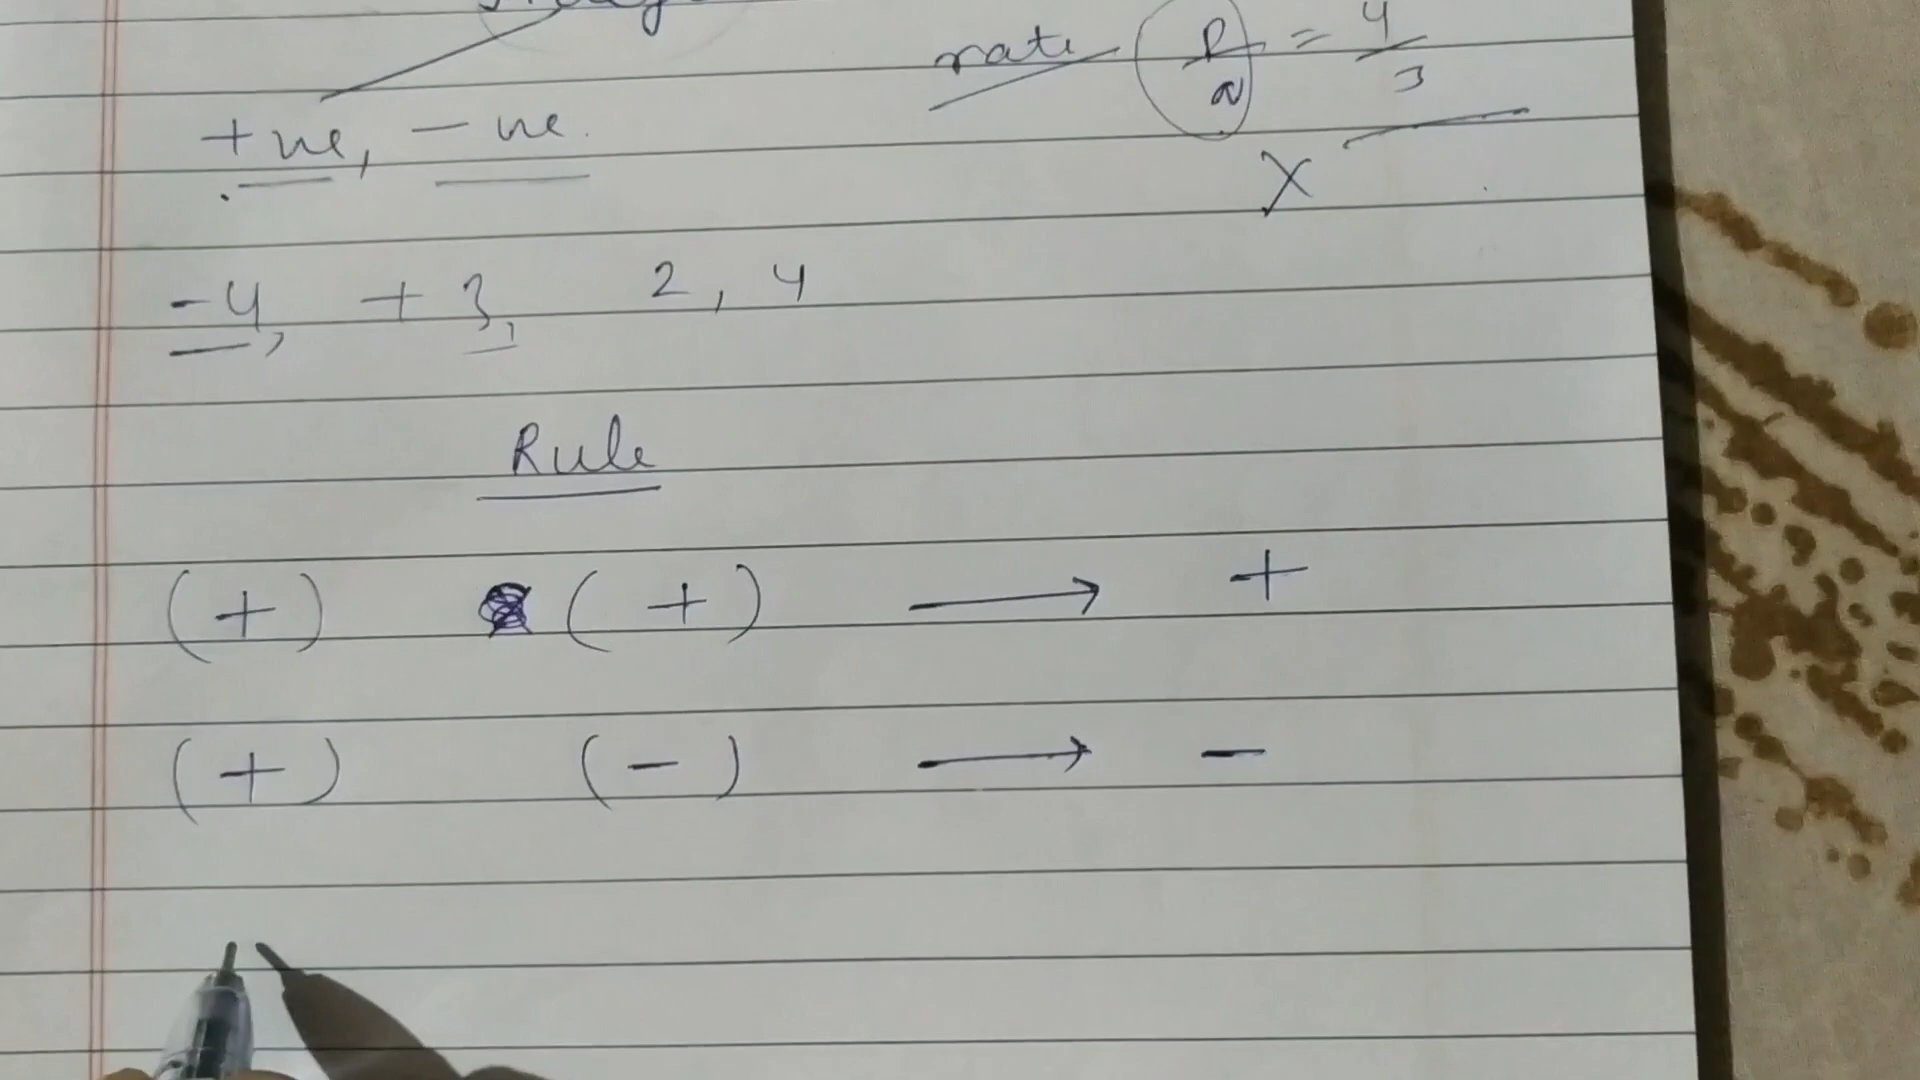 rate p/q = 4/3
+ve, -ve.
X
-4, +3, 2, 4
Rule
(+) (+) → +
(+) (-) → -